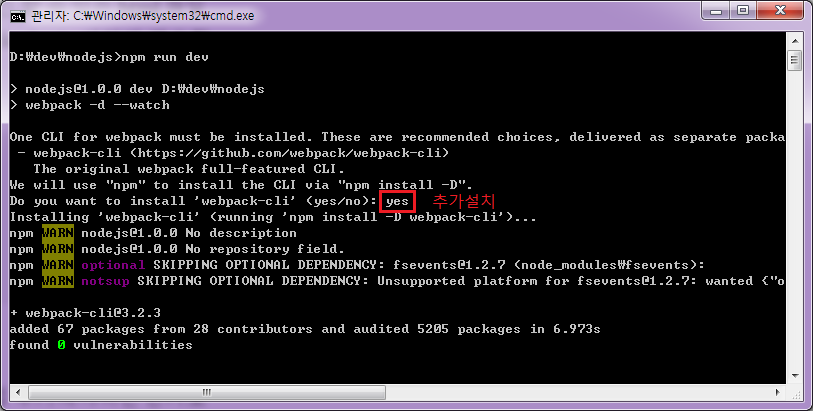 관리자: C:₩Windows₩system32₩cmd.exe
D:₩dev₩nodejs>npm run dev
> nodejs@1.0.0 dev D:₩dev₩nodejs
> webpack -d --watch
One CLI for webpack must be installed. These are recommended choices, delivered as separate packa
- webpack-cli (https://github.com/webpack/webpack-cli)
The original webpack full-featured CLI.
We will use "npm" to install the CLI via "npm install -D".
Do you want to install 'webpack-cli' (yes/no): yes 추가설치
Installing 'webpack-cli' (running 'npm install -D webpack-cli')...
npm WARN nodejs@1.0.0 No description
npm WARN nodejs@1.0.0 No repository field.
npm WARN optional SKIPPING OPTIONAL DEPENDENCY: fsevents@1.2.7 (node_modules₩fsevents):
npm WARN notsup SKIPPING OPTIONAL DEPENDENCY: Unsupported platform for fsevents@1.2.7: wanted {"o
+ webpack-cli@3.2.3
added 67 packages from 28 contributors and audited 5205 packages in 6.973s
found 0 vulnerabilities